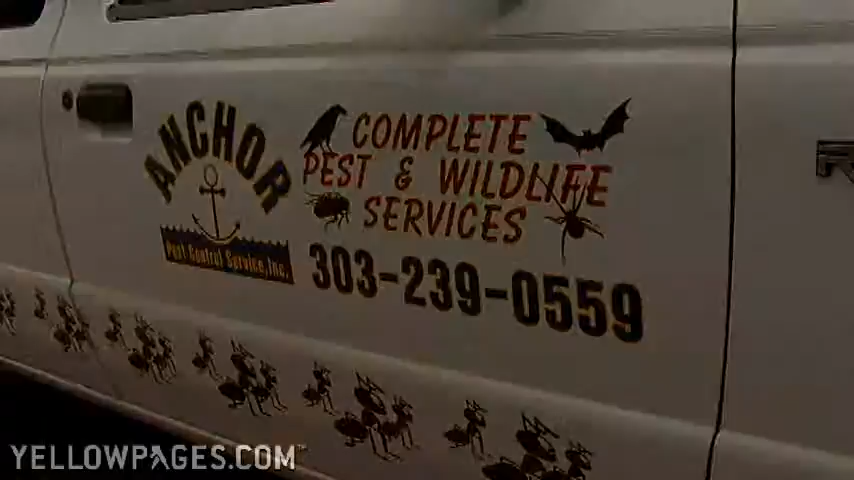 ANCHOR
Pest Control Service, Inc.
COMPLETE
PEST & WILDLIFE
SERVICES
303-239-0559
YELLOWPAGES.COM